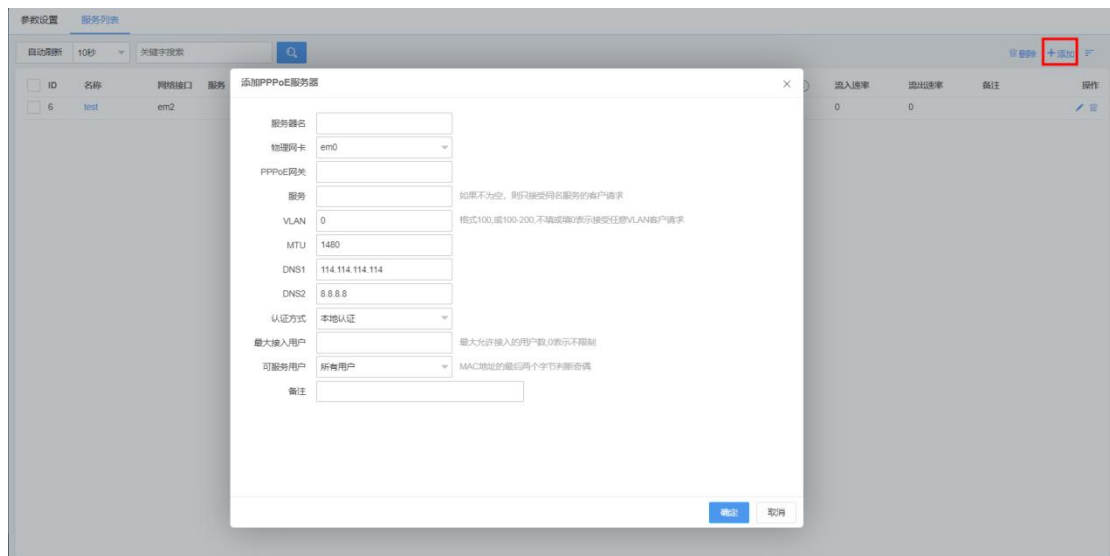 参数设置 服务列表
自动刷新 10秒 关键字搜索 删除 添加
ID 名称 网络接口 服务 流入速率 流出速率 备注 操作
6 test em2 0 0
添加PPPoE服务器
服务器名
物理网卡 em0
PPPoE网关
服务 如果不为空，则只接受同名服务的客户请求
VLAN 0 格式100,或100-200,不填或填0表示接受任意VLAN客户请求
MTU 1480
DNS1 114.114.114.114
DNS2 8.8.8.8
认证方式 本地认证
最大接入用户 最大允许接入的用户数,0表示不限制
可服务用户 所有用户 MAC地址的最后两个字节判断奇偶
备注
确定 取消